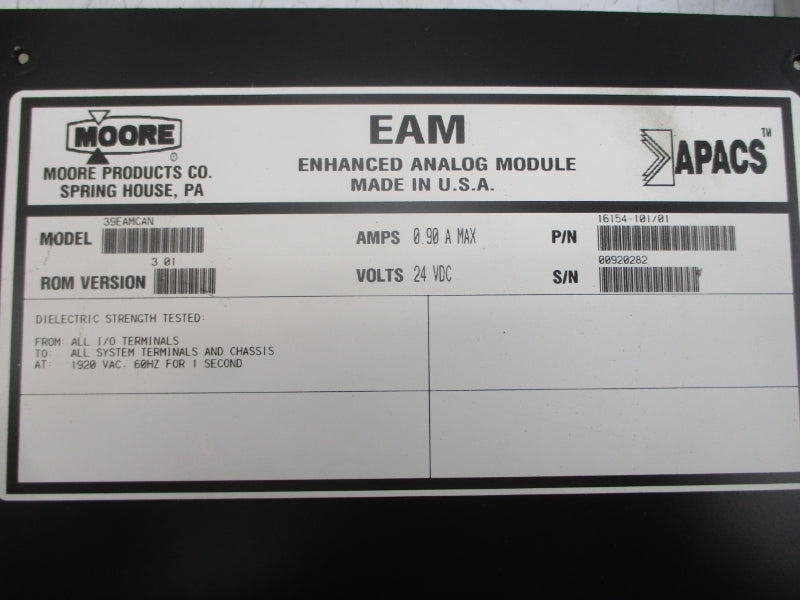 MOORE
MOORE PRODUCTS CO.
SPRING HOUSE, PA
EAM
ENHANCED ANALOG MODULE
MADE IN U.S.A.
APACS TM
39EAMCAN
MODEL
3 01
ROM VERSION
AMPS 0.90 A MAX
VOLTS 24 VDC
16154-101/01
P/N
00920282
S/N
DIELECTRIC STRENGTH TESTED:
FROM: ALL I/O TERMINALS
TO: ALL SYSTEM TERMINALS AND CHASSIS
AT: 1920 VAC. 60HZ FOR 1 SECOND